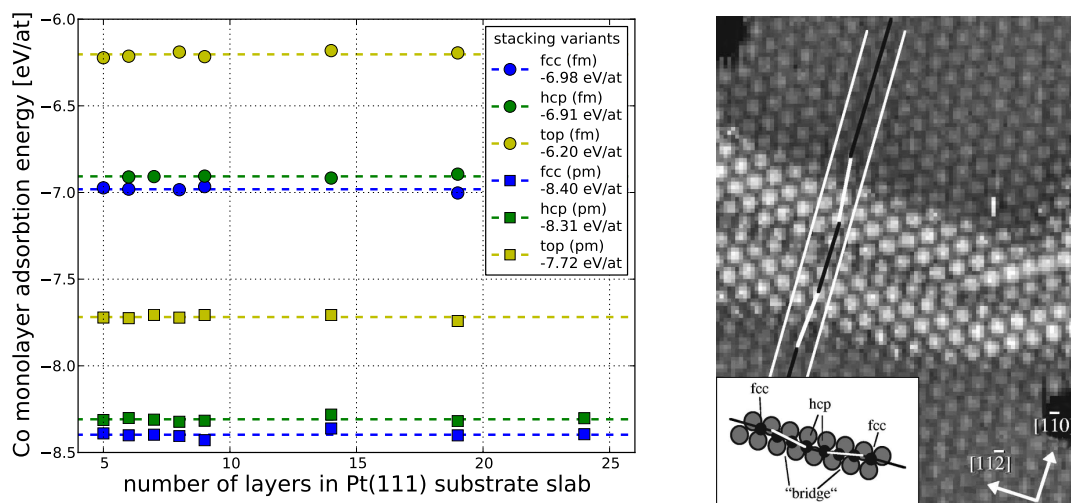 Co monolayer adsorbtion energy [eV/at]
−6.0
−6.5
−7.0
−7.5
−8.0
−8.5
5
10
15
20
25
number of layers in Pt(111) substrate slab
stacking variants
fcc (fm)
-6.98 eV/at
hcp (fm)
-6.91 eV/at
top (fm)
-6.20 eV/at
fcc (pm)
-8.40 eV/at
hcp (pm)
-8.31 eV/at
top (pm)
-7.72 eV/at
fcc
hcp
fcc
“bridge”
[11̅0]
[112̅]